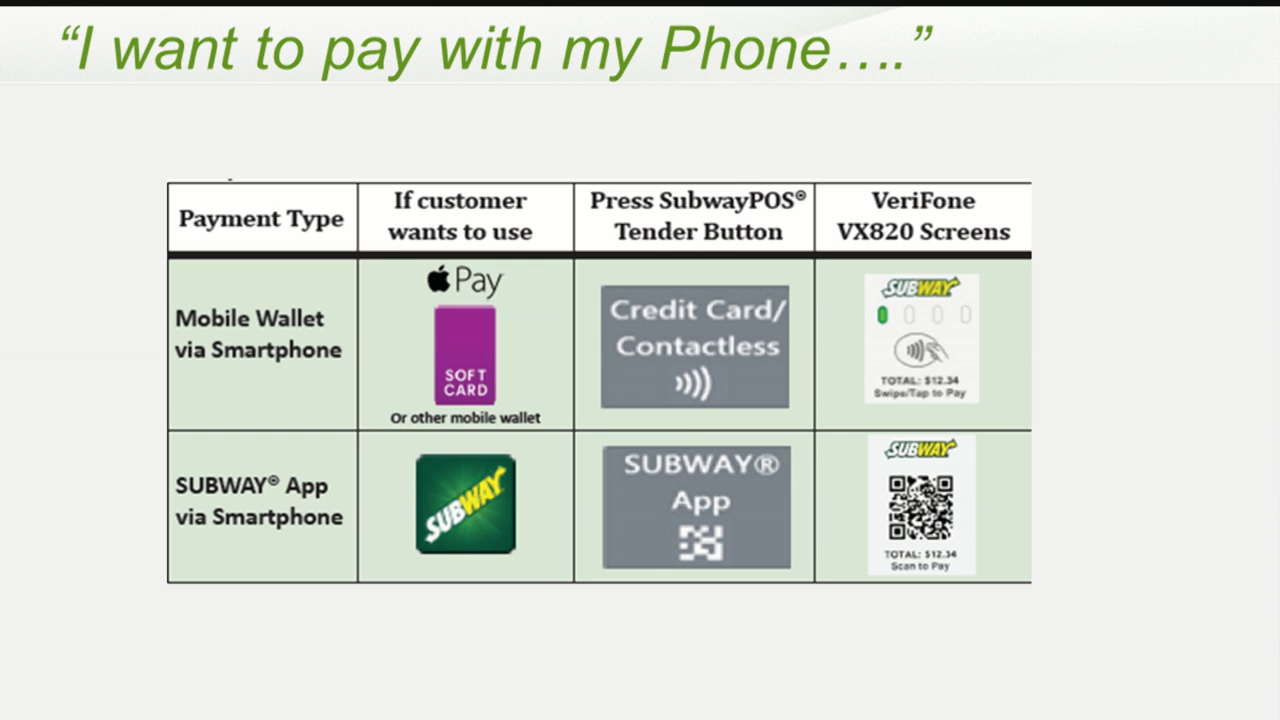 “I want to pay with my Phone….”
Payment Type
If customer
wants to use
Press SubwayPOS®
Tender Button
VeriFone
VX820 Screens
Mobile Wallet
via Smartphone
Pay
SOFT
CARD
Or other mobile wallet
Credit Card/
Contactless
SUBWAY
TOTAL: $12.34
Swipe/Tap to Pay
SUBWAY® App
via Smartphone
SUBWAY
SUBWAY®
App
SUBWAY
TOTAL: $12.34
Scan to Pay